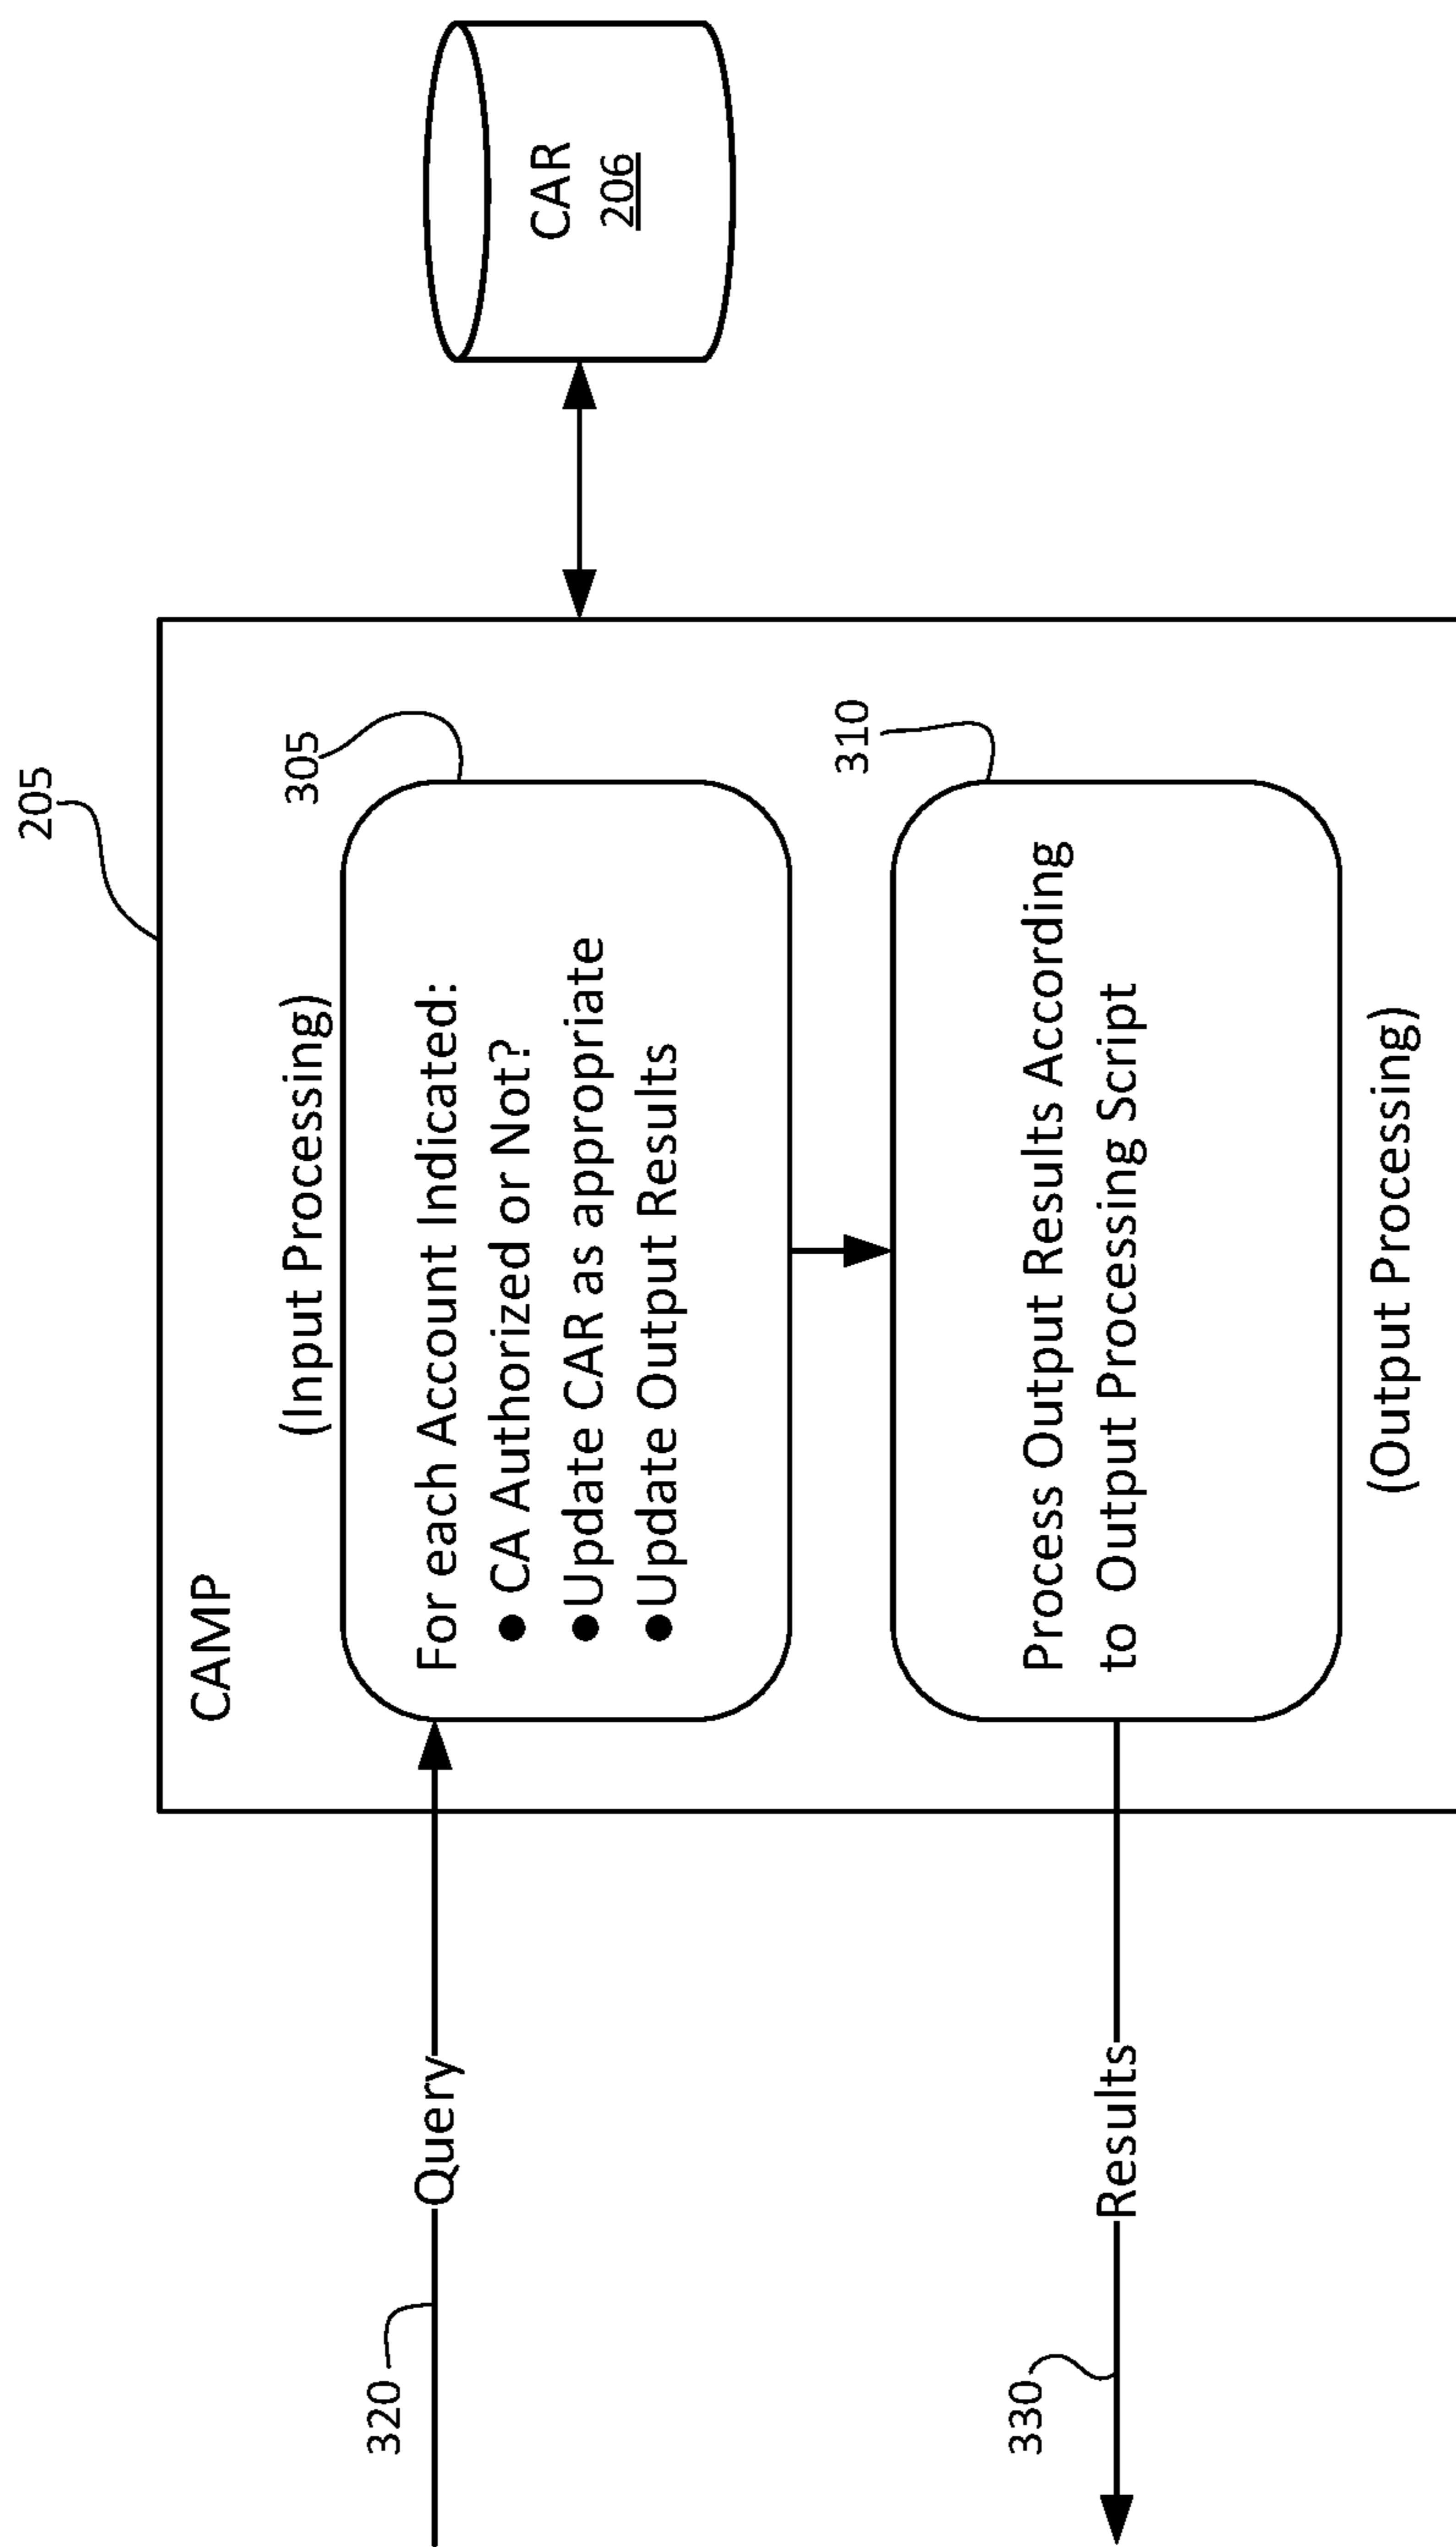 205
CAMP
(Input Processing)
305
For each Account Indicated:
● CA Authorized or Not?
●Update CAR as appropriate
●Update Output Results
320
Query
CAR
206
310
Process Output Results According
to Output Processing Script
(Output Processing)
330
Results